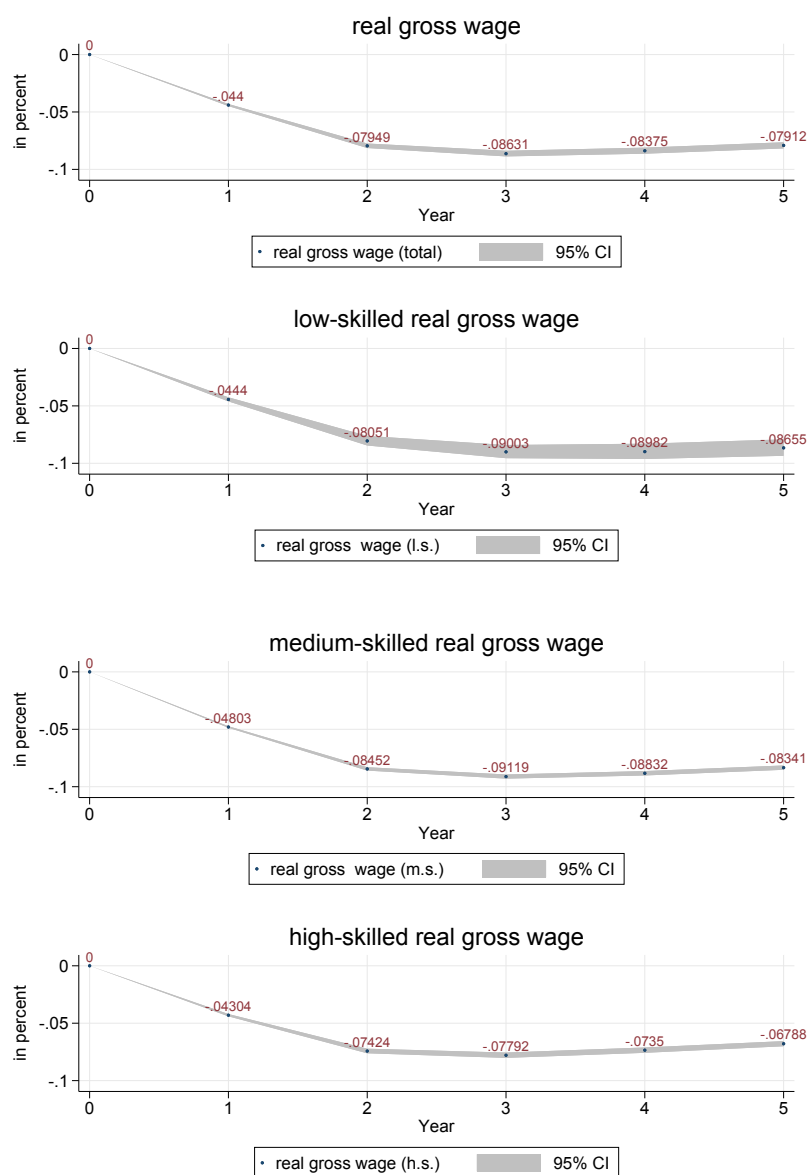 real gross wage
in percent
0
-.05
-.1
0
-.044
-.07949
-.08631
-.08375
-.07912
0 1 2 3 4 5
Year
real gross wage (total) 95% CI
low-skilled real gross wage
in percent
0
-.05
-.1
0
-.0444
-.08051
-.09003
-.08982
-.08655
0 1 2 3 4 5
Year
real gross  wage (l.s.) 95% CI
medium-skilled real gross wage
in percent
0
-.05
-.1
0
-.04803
-.08452
-.09119
-.08832
-.08341
0 1 2 3 4 5
Year
real gross  wage (m.s.) 95% CI
high-skilled real gross wage
in percent
0
-.05
-.1
0
-.04304
-.07424
-.07792
-.0735
-.06788
0 1 2 3 4 5
Year
real gross wage (h.s.) 95% CI